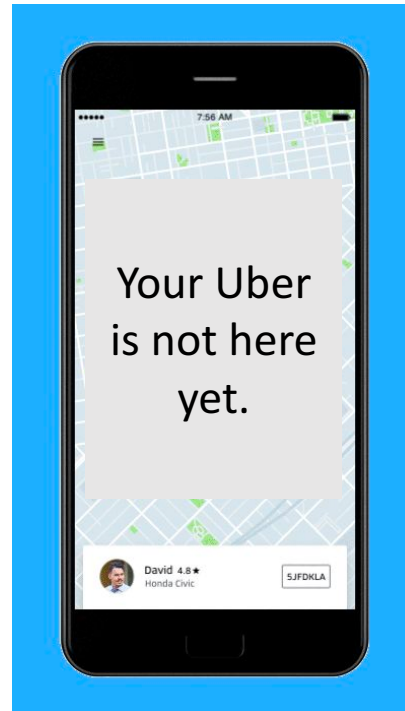 7:56 AM
Your Uber
is not here
yet.
David 4.8★
Honda Civic
5JFDKLA